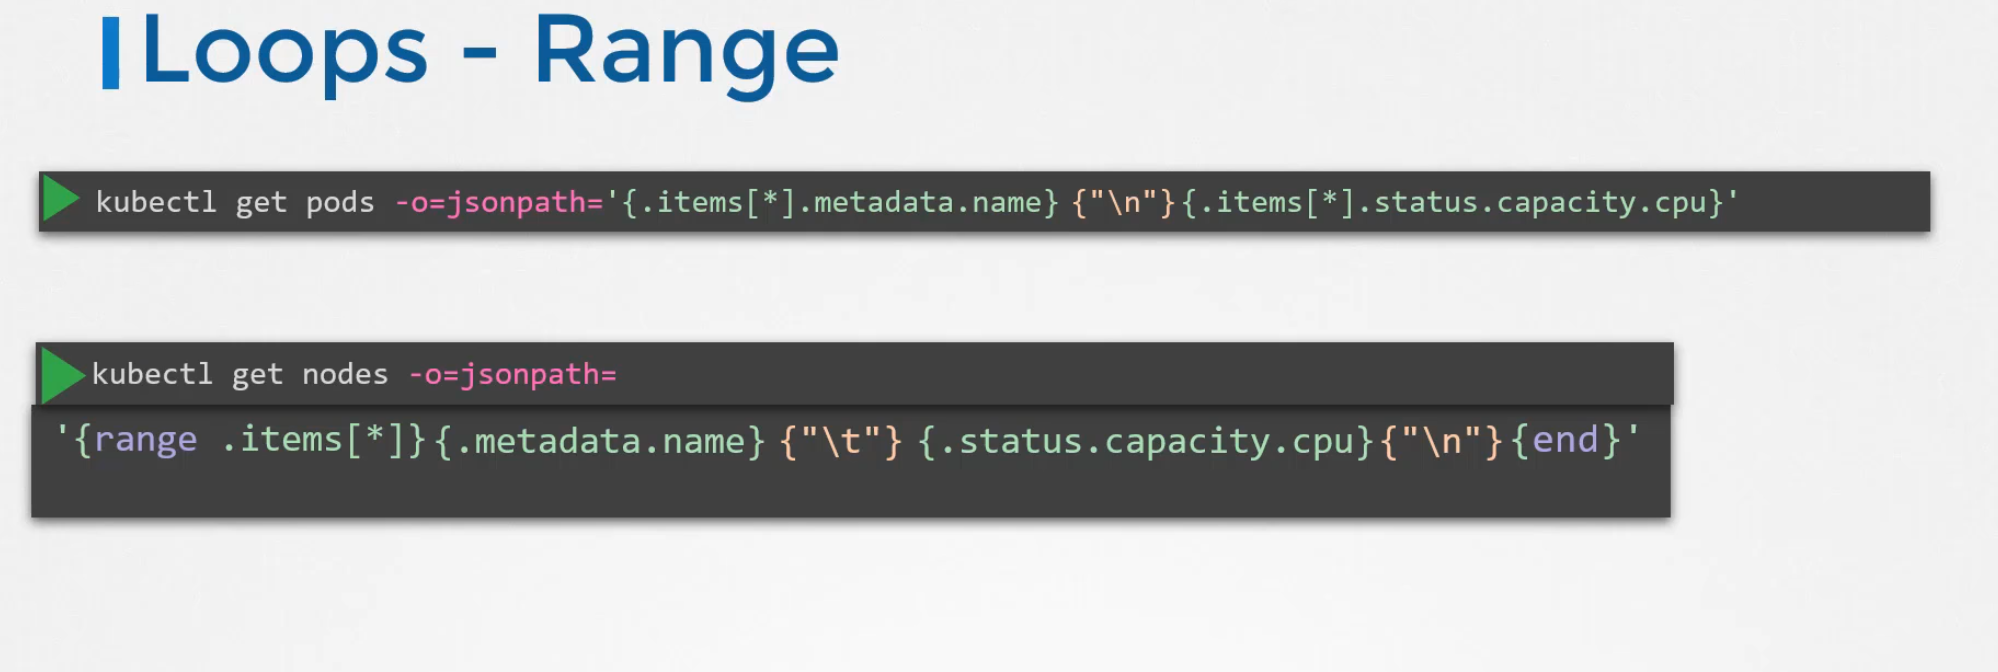 Loops - Range
kubectl get pods -o=jsonpath='{.items[*].metadata.name} {"\n"}{.items[*].status.capacity.cpu}'
kubectl get nodes -o=jsonpath=
'{range .items[*]}{.metadata.name} {"\t"} {.status.capacity.cpu}{"\n"}{end}'